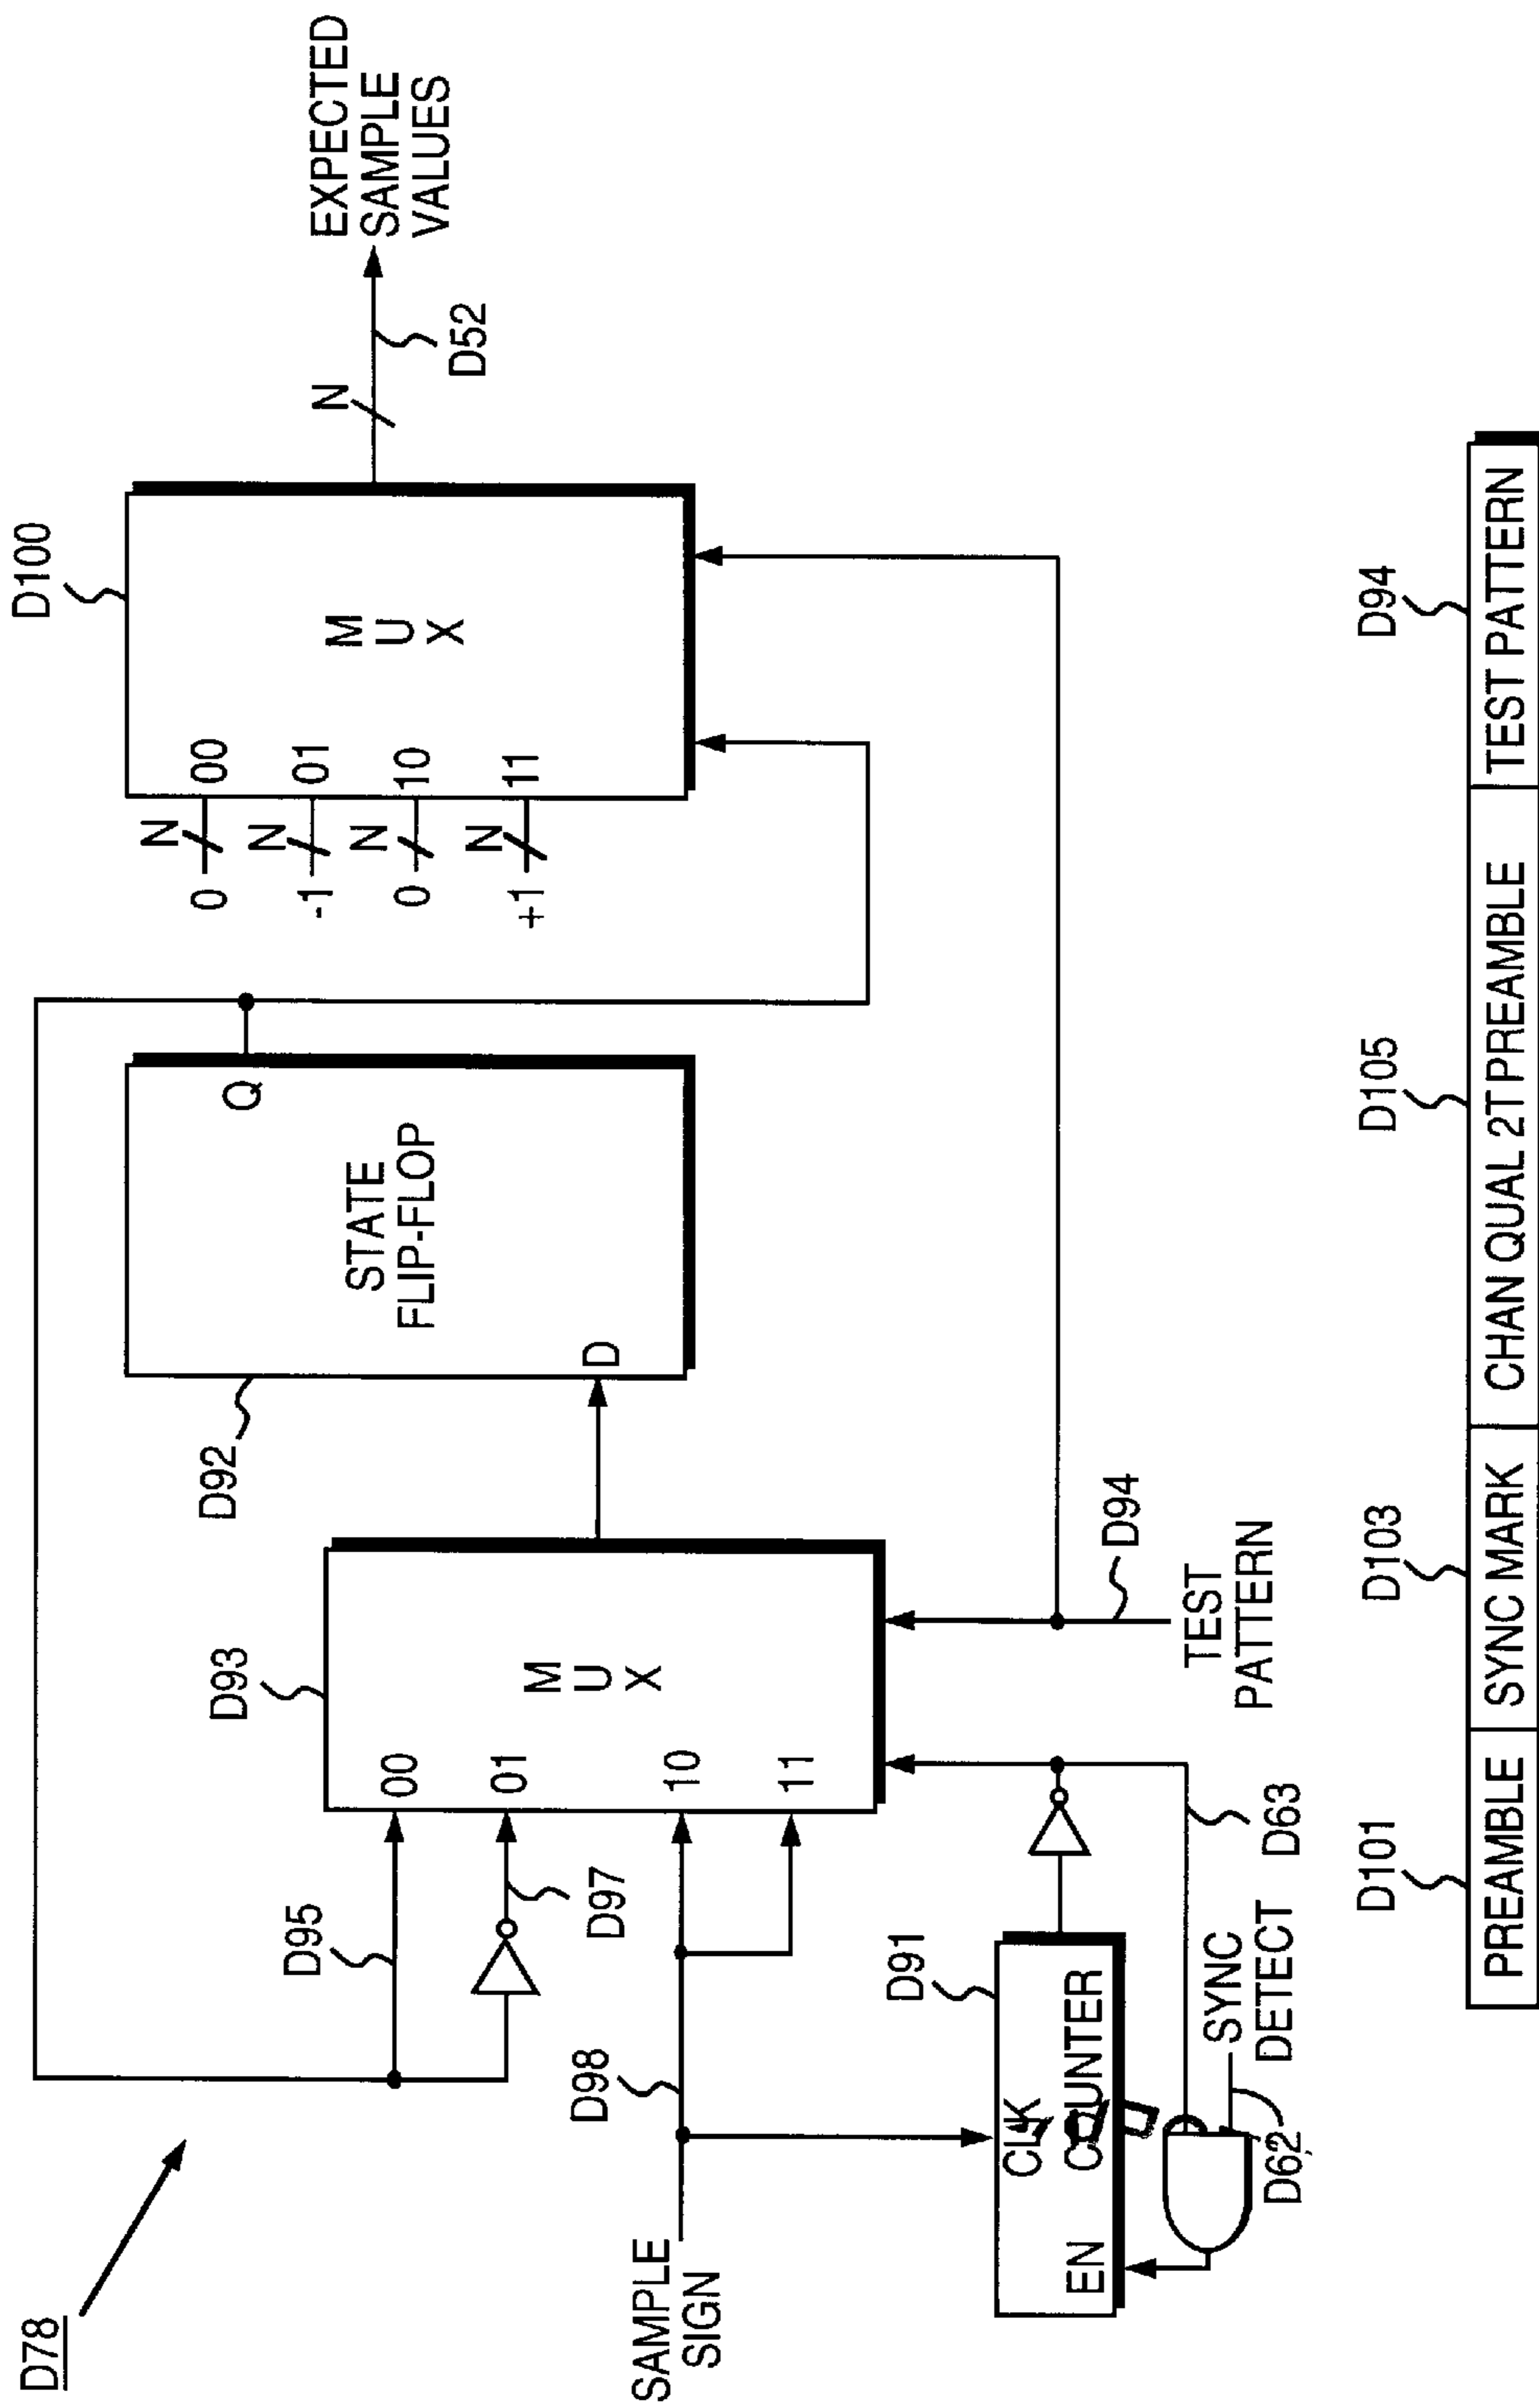 D78
D100
EXPECTED
SAMPLE
VALUES
N
D52
0 N 00
-1 N 01
0 N 10
+1 N 11
M
U
X
Q
STATE
FLIP-FLOP
D
D92
D93
00
01
10
11
M
U
X
D95
D97
D98
SAMPLE
SIGN
D91
CLK
COUNTER
EN
SYNC
DETECT
D62
D63
TEST
PATTERN
D94
D101
D103
D105
D94
PREAMBLE
SYNC MARK
CHAN QUAL 2T PREAMBLE
TEST PATTERN